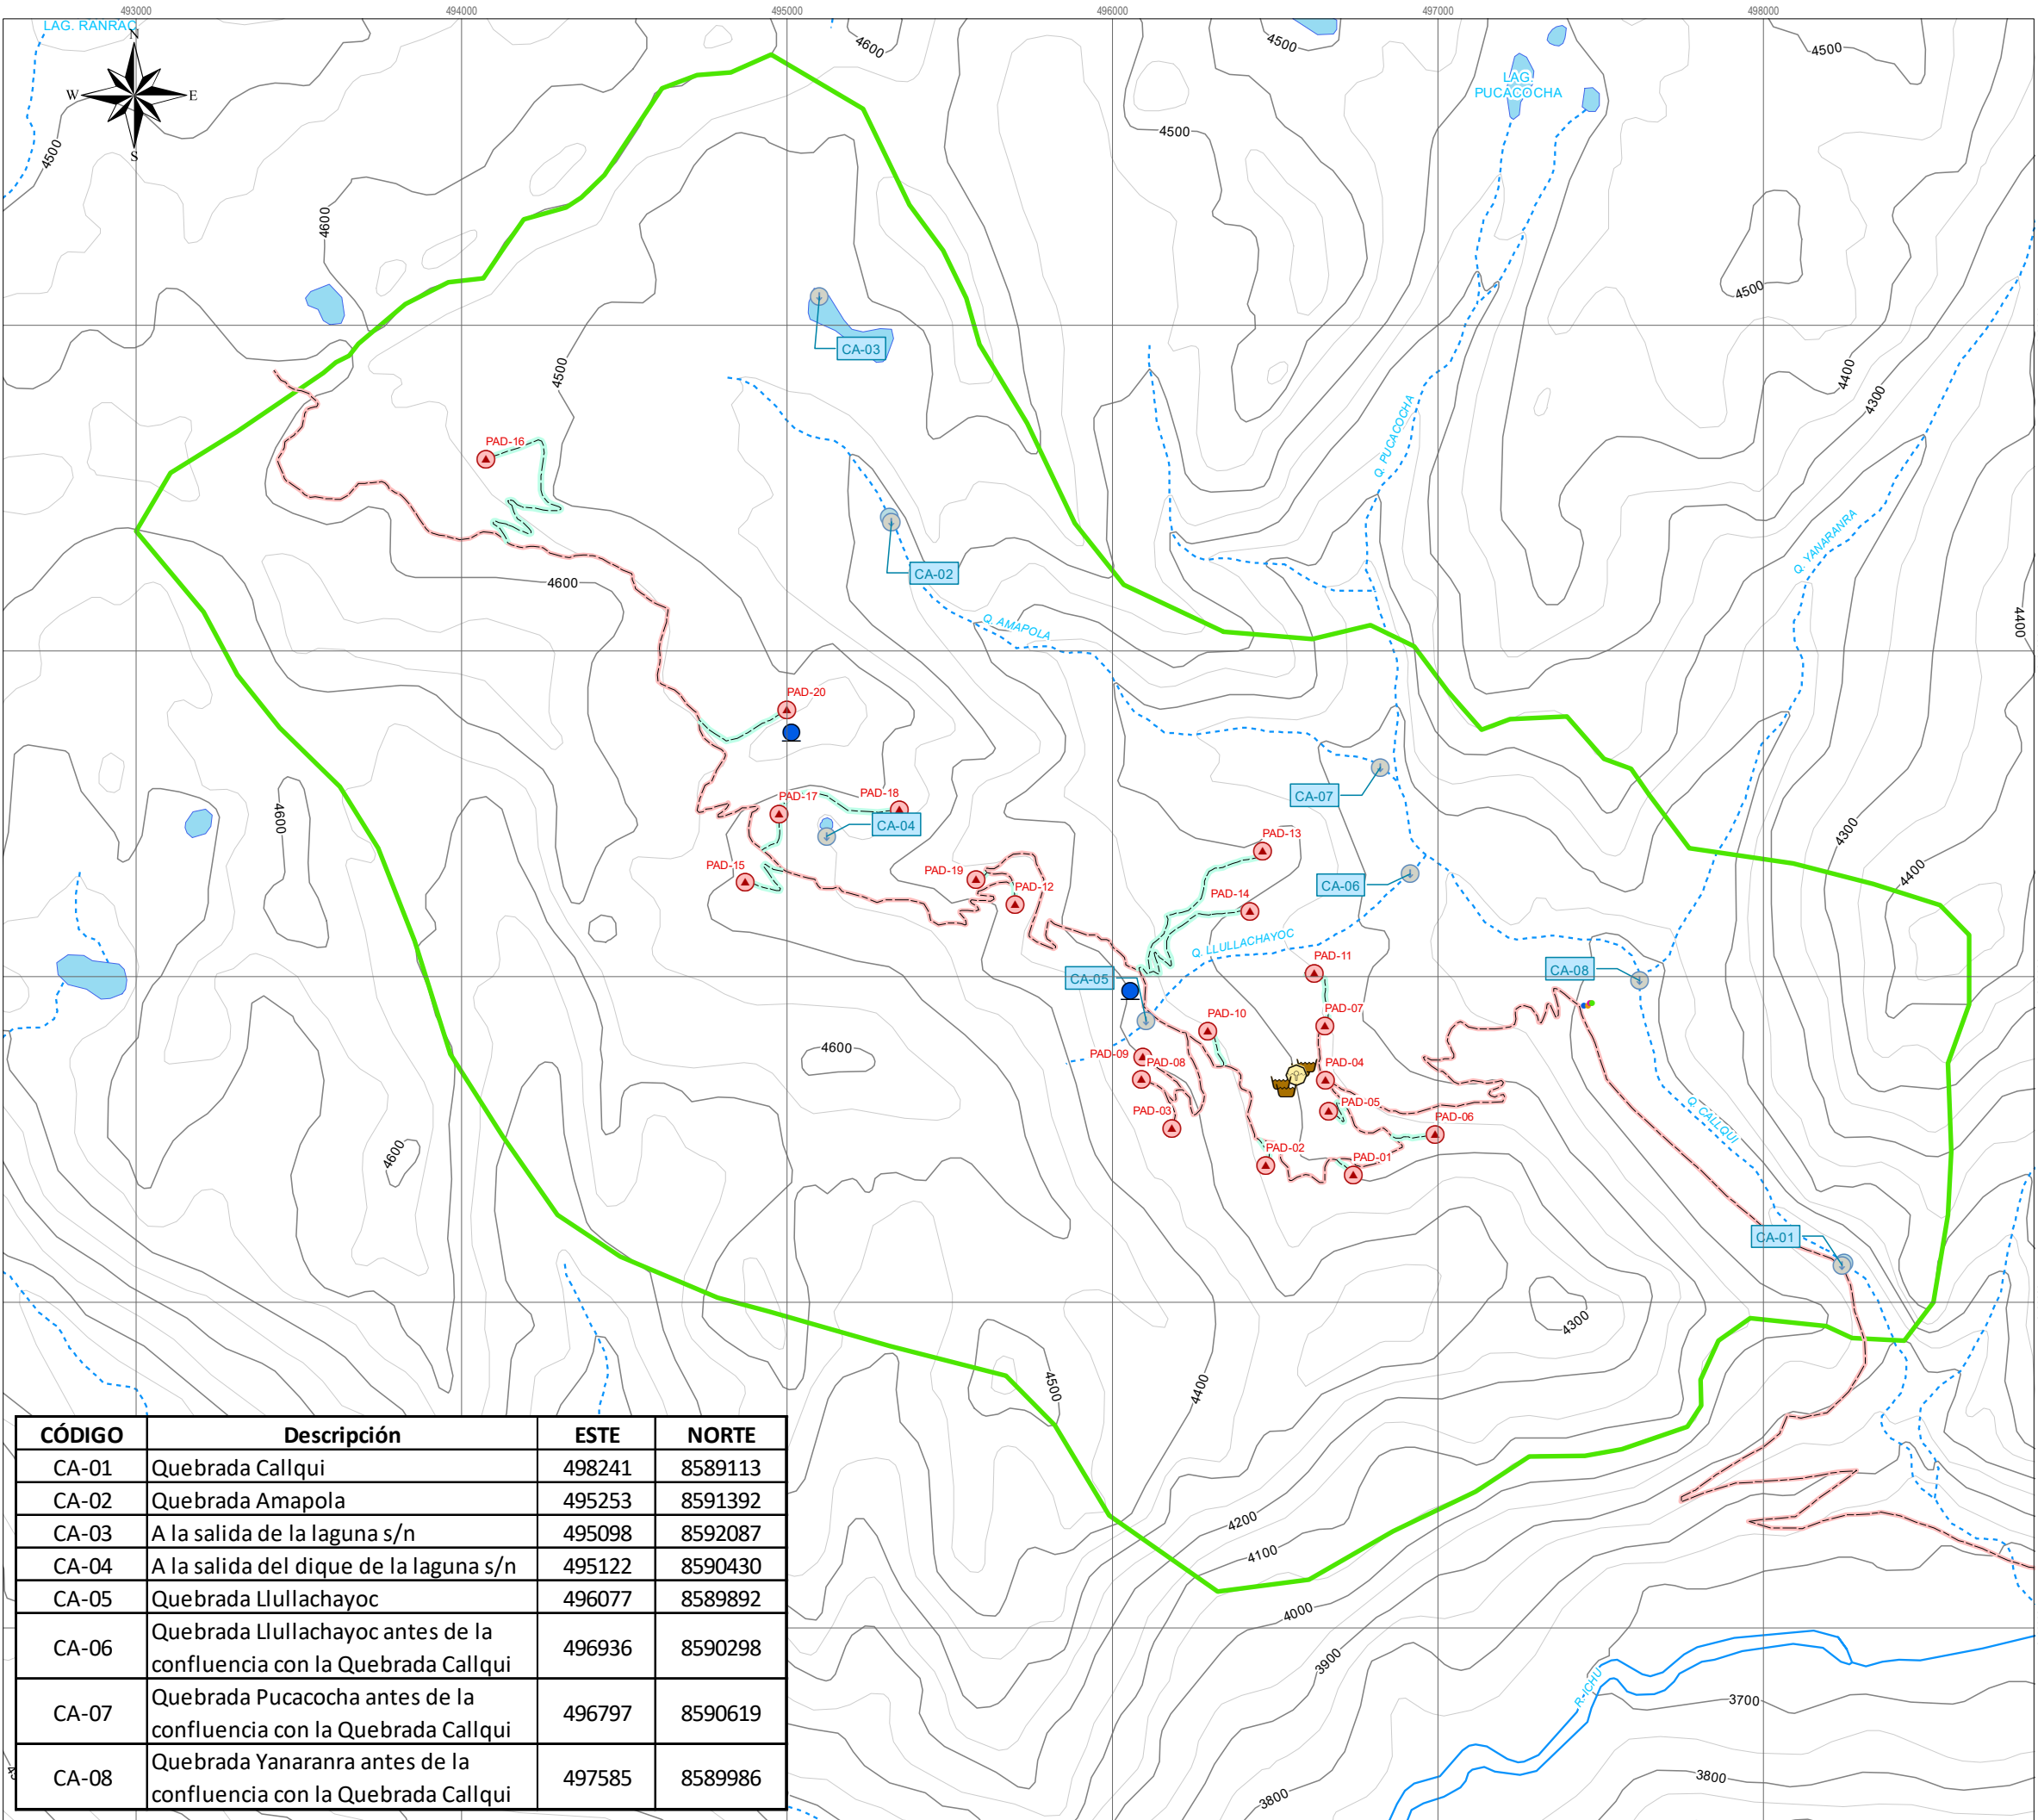 493000
494000
495000
496000
497000
498000
LAG. RANRAC
N
W
E
S
4500
4600
4600
4500
4500
4500
LAG.
PUCACOCHA
4500
4500
CA-03
4500
4400
4300
PAD-16
Q. PUCACOCHA
Q. YANARANRA
CA-02
4600
Q. AMAPOLA
4400
PAD-20
CA-07
PAD-17
PAD-18
CA-04
4600
4300
PAD-13
PAD-15
PAD-19
PAD-12
CA-06
PAD-14
4400
Q. LLULLACHAYOC
PAD-11
CA-05
CA-08
PAD-07
PAD-10
4600
PAD-09
PAD-08
PAD-04
PAD-03
PAD-05
PAD-06
Q. CALLQUI
4600
PAD-02
PAD-01
CA-01
4300
4500
4400
4200
4100
4000
3900
R. ICHU
3700
3800
3800
CÓDIGO Descripción ESTE NORTE
CA-01 Quebrada Callqui 498241 8589113
CA-02 Quebrada Amapola 495253 8591392
CA-03 A la salida de la laguna s/n 495098 8592087
CA-04 A la salida del dique de la laguna s/n 495122 8590430
CA-05 Quebrada Llullachayoc 496077 8589892
CA-06 Quebrada Llullachayoc antes de la
confluencia con la Quebrada Callqui 496936 8590298
CA-07 Quebrada Pucacocha antes de la
confluencia con la Quebrada Callqui 496797 8590619
CA-08 Quebrada Yanaranra antes de la
confluencia con la Quebrada Callqui 497585 8589986